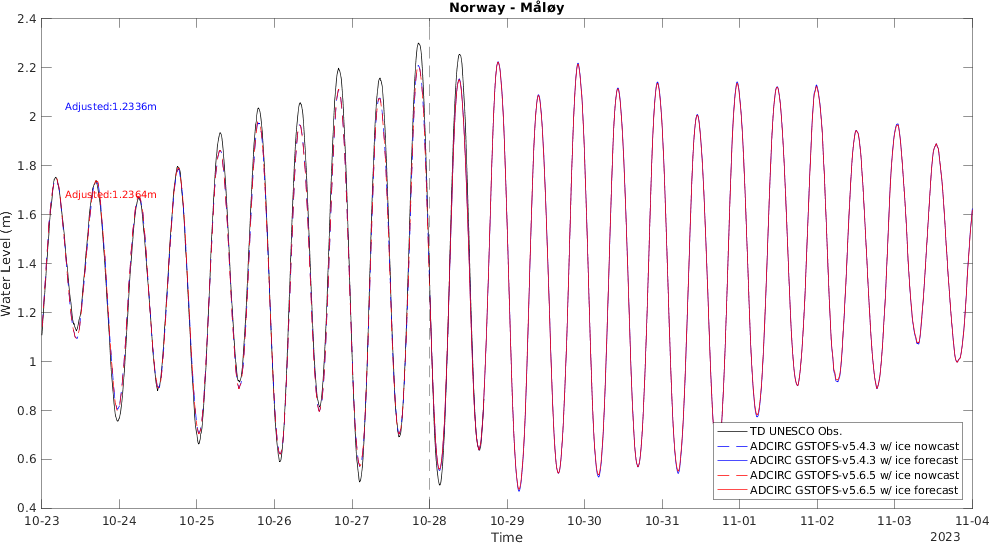 Norway - Måløy
2.4
2.2
2
1.8
1.6
1.4
1.2
1
0.8
0.6
0.4
Water Level (m)
Adjusted:1.2336m
Adjusted:1.2364m
TD UNESCO Obs.
ADCIRC GSTOFS-v5.4.3 w/ ice nowcast
ADCIRC GSTOFS-v5.4.3 w/ ice forecast
ADCIRC GSTOFS-v5.6.5 w/ ice nowcast
ADCIRC GSTOFS-v5.6.5 w/ ice forecast
10-23 10-24 10-25 10-26 10-27 10-28 10-29 10-30 10-31 11-01 11-02 11-03 11-04
Time
2023